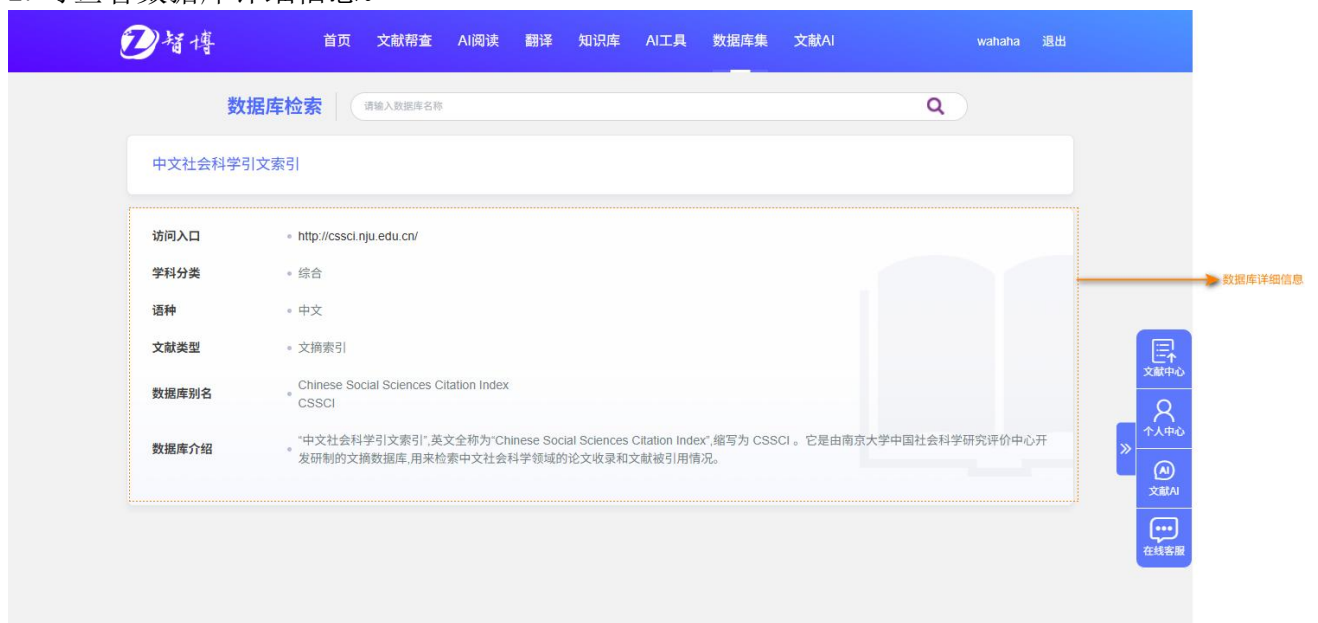 智博 首页 文献帮查 AI阅读 翻译 知识库 AI工具 数据库集 文献AI wahaha 退出
数据库检索 请输入数据库名称
中文社会科学引文索引
访问入口 http://cssci.nju.edu.cn/
学科分类 综合
数据库详细信息
语种 中文
文献类型 文摘索引
文献中心
数据库别名 Chinese Social Sciences Citation Index
CSSCI
个人中心
数据库介绍 “中文社会科学引文索引”,英文全称为“Chinese Social Sciences Citation Index”,缩写为 CSSCI 。它是由南京大学中国社会科学研究评价中心开
发研制的文摘数据库,用来检索中文社会科学领域的论文收录和文献被引用情况。
AI
文献AI
在线客服